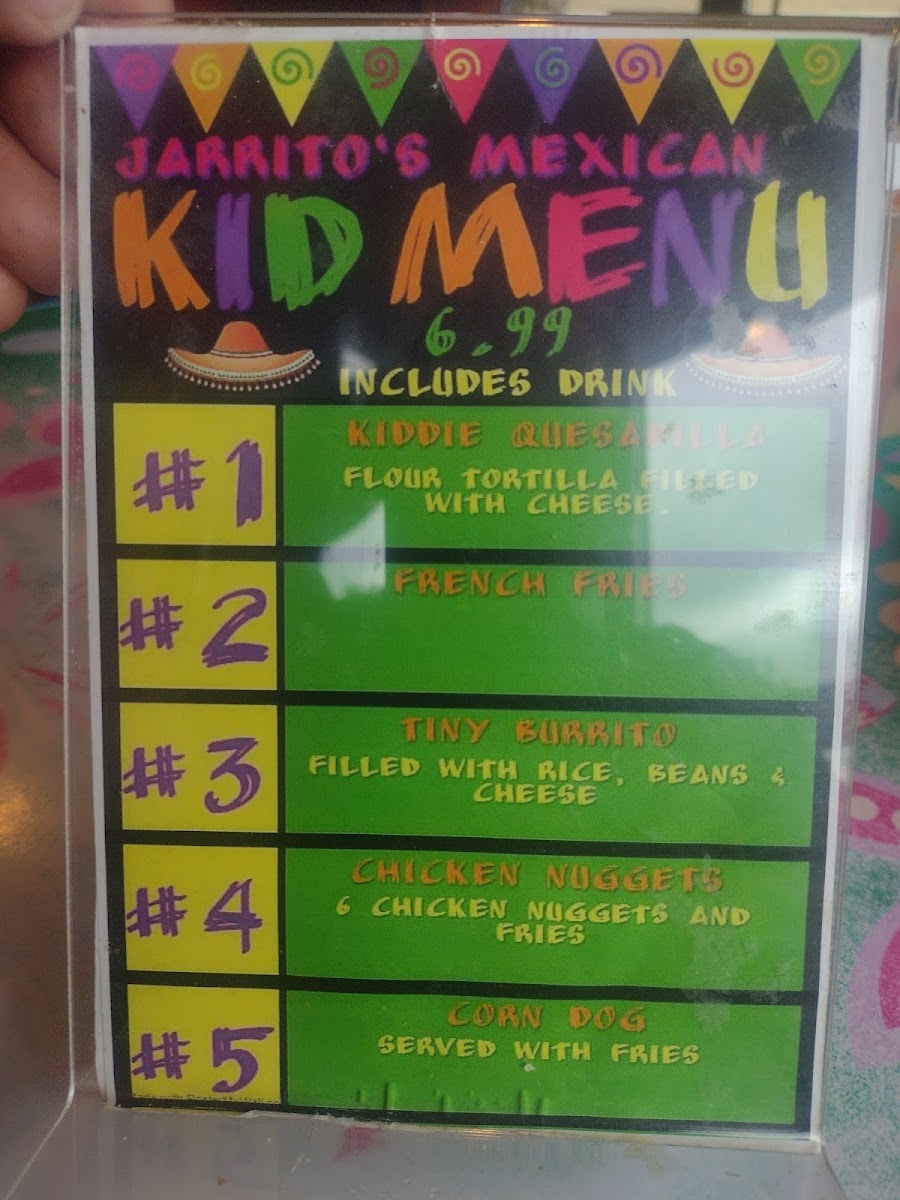 JARRITO'S MEXICAN
KID MENU
6.99
INCLUDES DRINK
#1
KIDDIE QUESADILLA
FLOUR TORTILLA FILLED
WITH CHEESE.
#2
FRENCH FRIES
#3
TINY BURRITO
FILLED WITH RICE, BEANS &
CHEESE
#4
CHICKEN NUGGETS
6 CHICKEN NUGGETS AND
FRIES
#5
CORN DOG
SERVED WITH FRIES